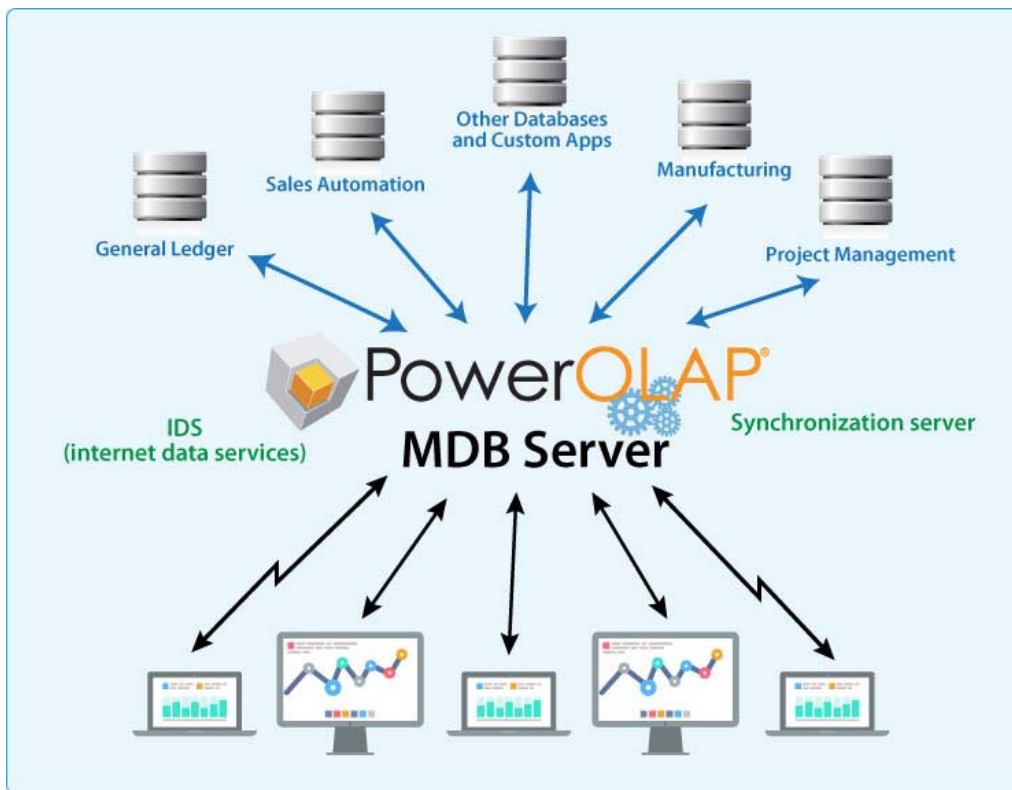 Other Databases
and Custom Apps
Sales Automation
Manufacturing
General Ledger
Project Management
PowerOLAP®
IDS
(internet data services)
Synchronization server
MDB Server